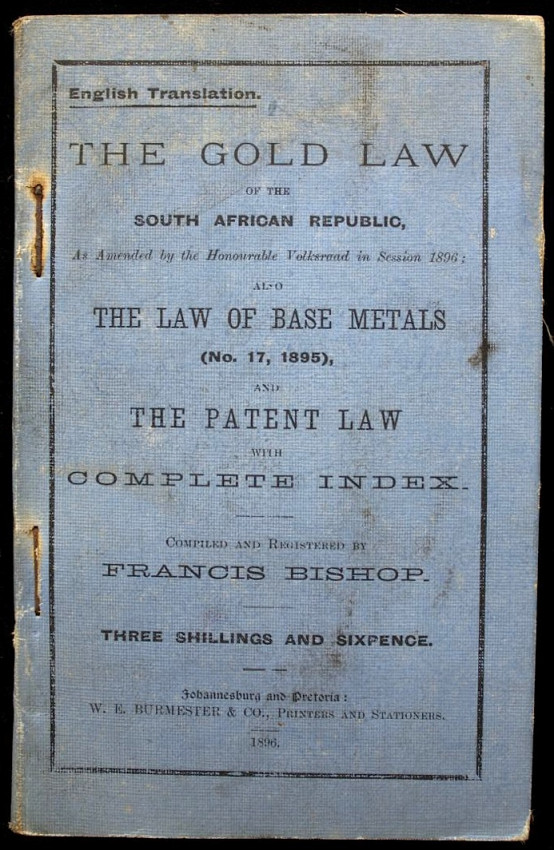 English Translation.
THE GOLD LAW
OF THE
SOUTH AFRICAN REPUBLIC,
As Amended by the Honourable Volksraad in Session 1896;
ALSO
THE LAW OF BASE METALS
(No. 17, 1895),
AND
THE PATENT LAW
WITH
COMPLETE INDEX.
COMPILED AND REGISTERED BY
FRANCIS BISHOP.
THREE SHILLINGS AND SIXPENCE.
Johannesburg and Pretoria:
W. E. BURMESTER & CO., PRINTERS AND STATIONERS.
1896.